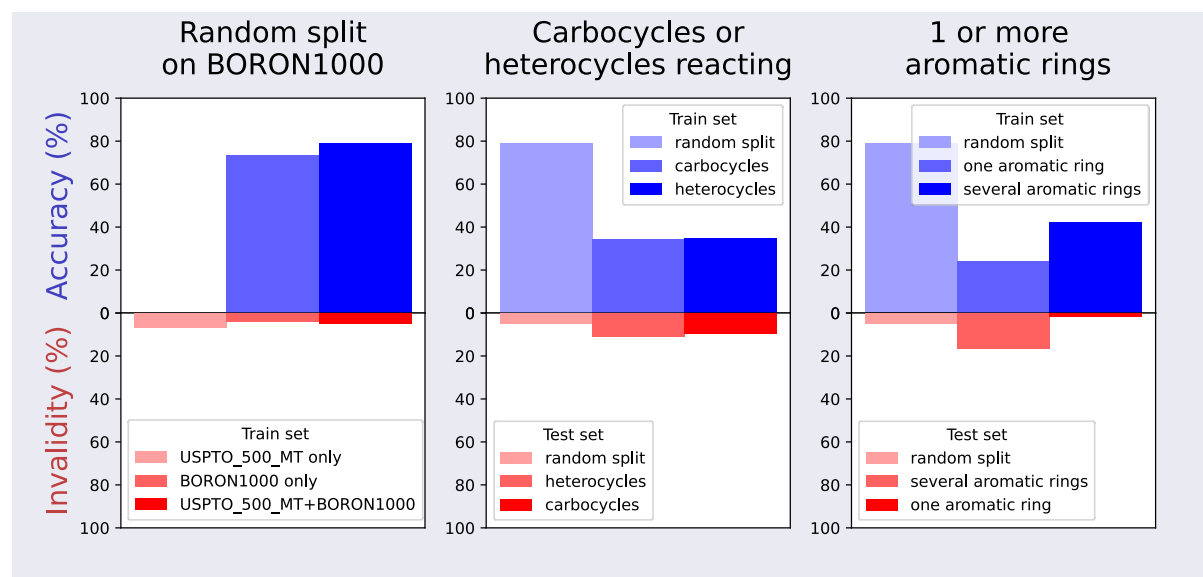 Random split
on BORON1000
Carbocycles or
heterocycles reacting
1 or more
aromatic rings
Accuracy (%)
Invalidity (%)
100
80
60
40
20
0
0
20
40
60
80
100
Train set
USPTO_500_MT only
BORON1000 only
USPTO_500_MT+BORON1000
100
80
60
40
20
0
20
40
60
80
100
Train set
random split
carbocycles
heterocycles
Test set
random split
heterocycles
carbocycles
100
80
60
40
20
0
20
40
60
80
100
Train set
random split
one aromatic ring
several aromatic rings
Test set
random split
several aromatic rings
one aromatic ring